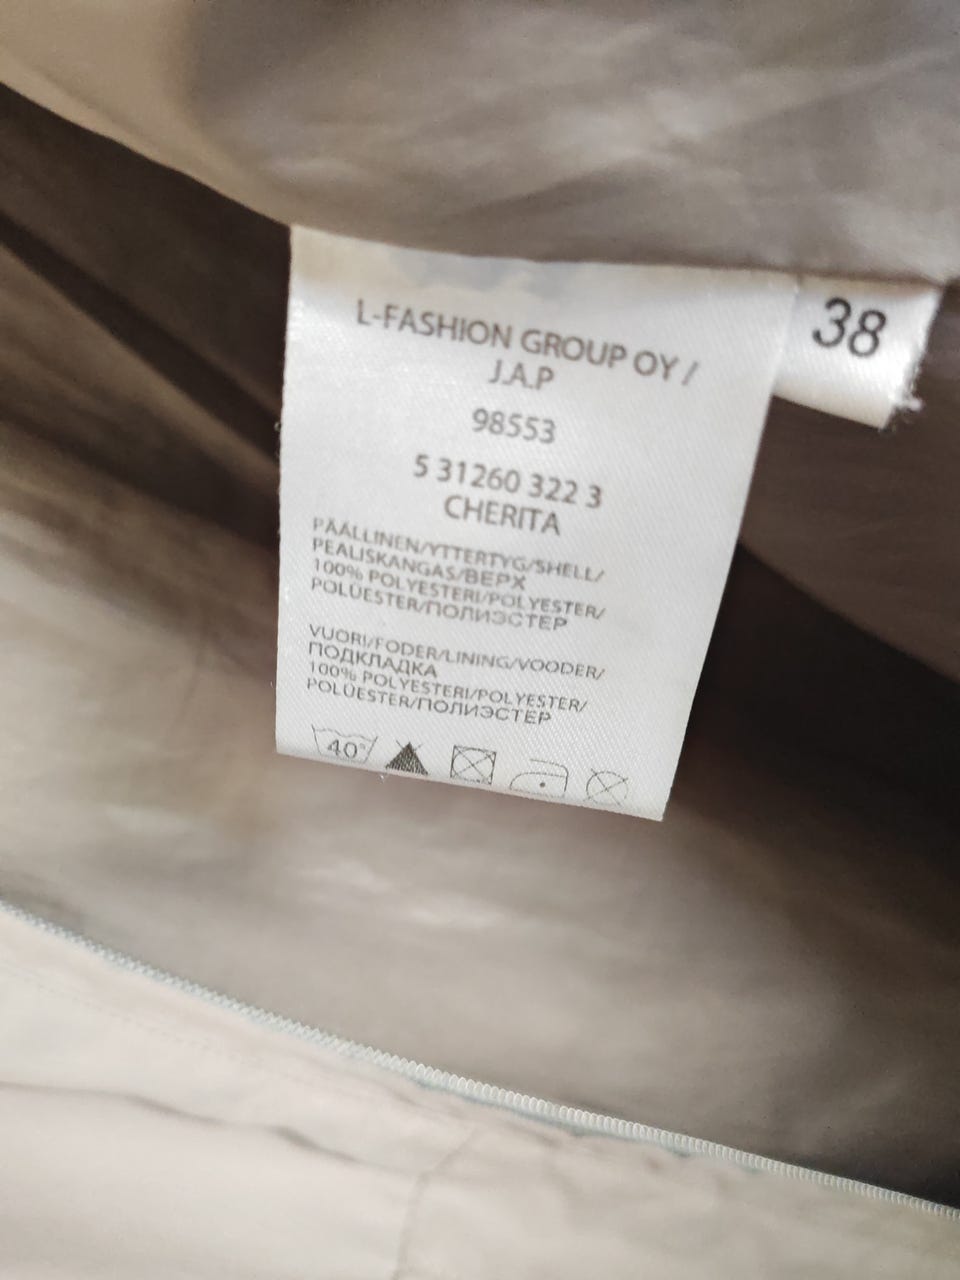 L-FASHION GROUP OY /
J.A.P
98553
5 31260 322 3
CHERITA
PÄÄLLINEN/YTTERTYG/SHELL/
PEALISKANGAS/ВЕРХ
100% POLYESTERI/POLYESTER/
POLÜESTER/ПОЛИЭСТЕР
VUORI/FODER/LINING/VOODER/
ПОДКЛАДКА
100% POLYESTERI/POLYESTER/
POLÜESTER/ПОЛИЭСТЕР
40°
38